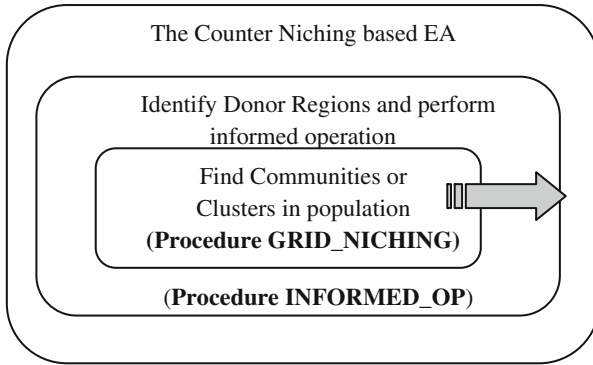 The Counter Niching based EA
Identify Donor Regions and perform
informed operation
Find Communities or
Clusters in population
(Procedure GRID_NICHING)
(Procedure INFORMED_OP)